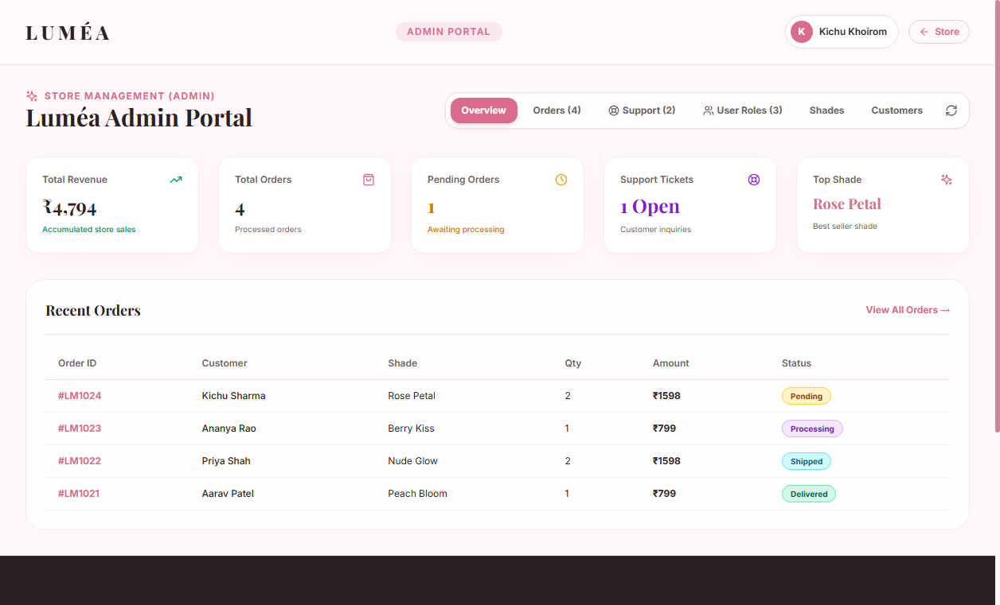 LUMÉA
ADMIN PORTAL
K
Kichu Khoirom
← Store
STORE MANAGEMENT (ADMIN)
Luméa Admin Portal
Overview
Orders (4)
Support (2)
User Roles (3)
Shades
Customers
Total Revenue
₹4,794
Accumulated store sales
Total Orders
4
Processed orders
Pending Orders
1
Awaiting processing
Support Tickets
1 Open
Customer inquiries
Top Shade
Rose Petal
Best seller shade
Recent Orders
View All Orders →
Order ID Customer Shade Qty Amount Status
#LM1024 Kichu Sharma Rose Petal 2 ₹1598 Pending
#LM1023 Ananya Rao Berry Kiss 1 ₹799 Processing
#LM1022 Priya Shah Nude Glow 2 ₹1598 Shipped
#LM1021 Aarav Patel Peach Bloom 1 ₹799 Delivered